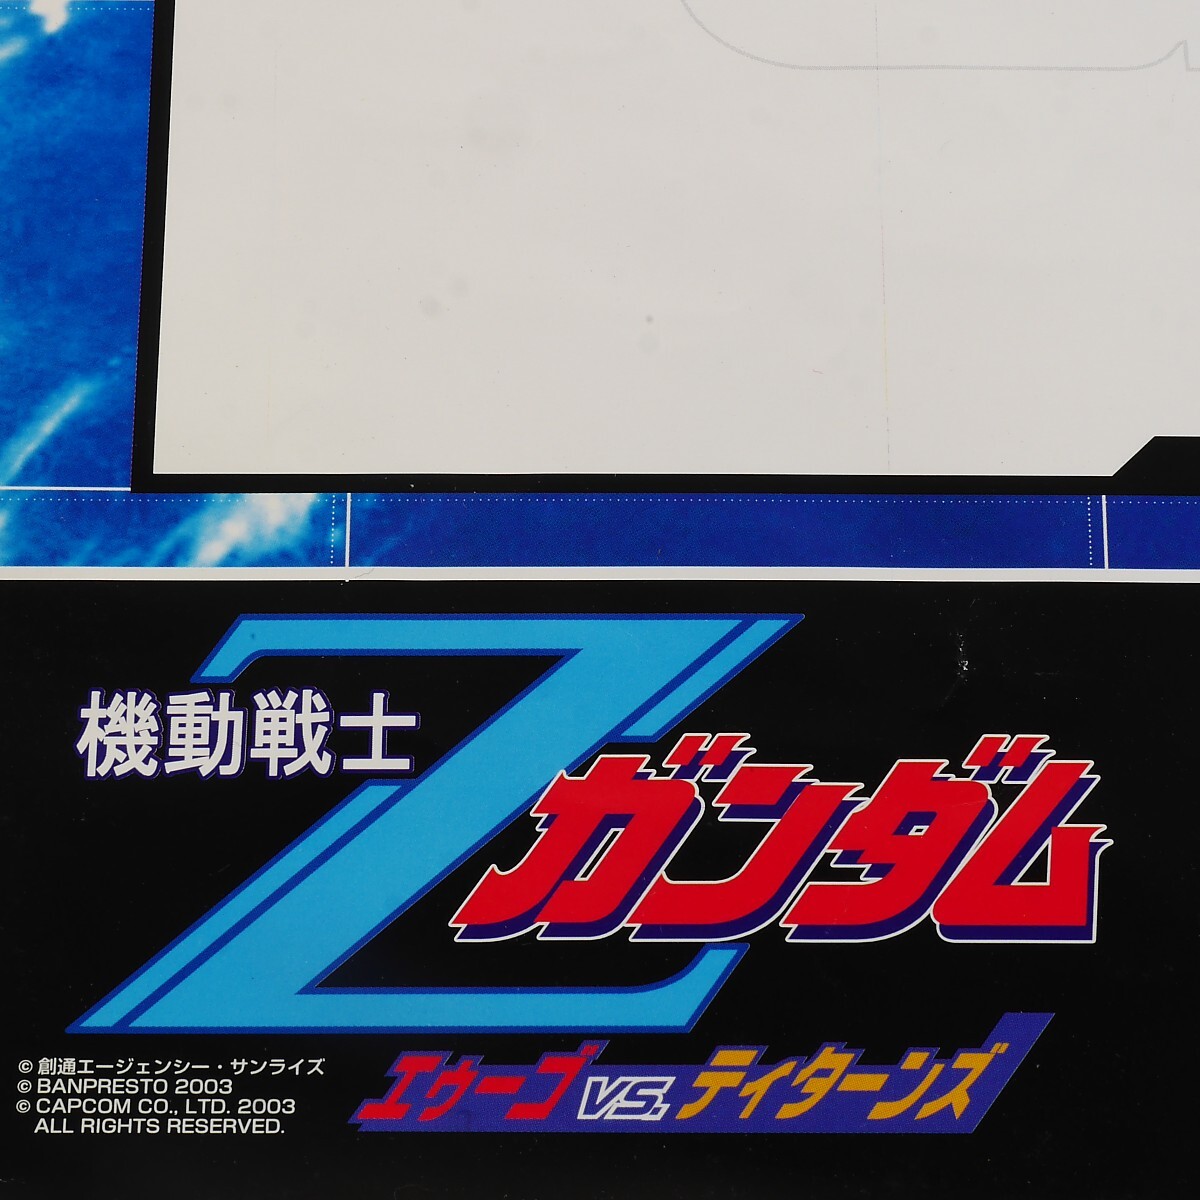 機動戦士
Z
ガンダム
エゥーゴ VS. ティターンズ
© 創通エージェンシー・サンライズ
© BANPRESTO 2003
© CAPCOM CO., LTD. 2003
ALL RIGHTS RESERVED.